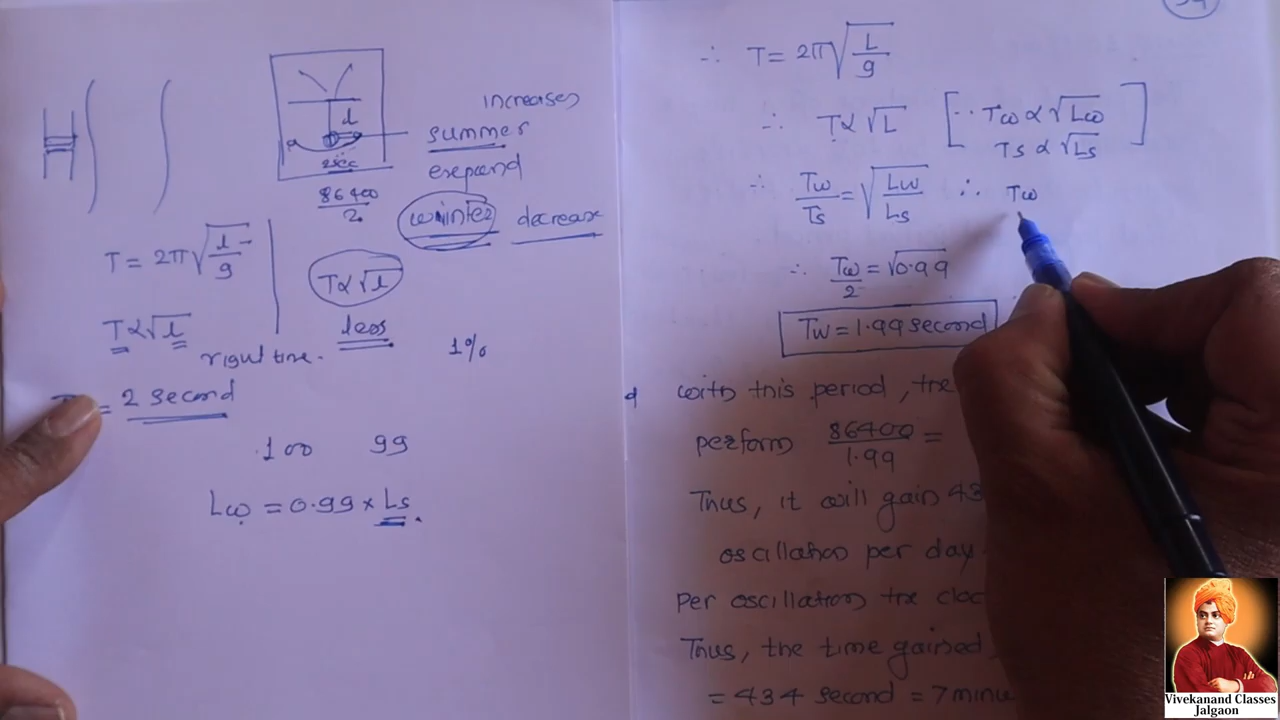 increases
d
summer
expand
2sec
86400
2
winter decrease
T = 2π√l/g
T∝√l
T∝√l
less
right time.
1%
= 2 second
100 99
Lw = 0.99 × Ls.
∴ T = 2π√L/g
∴ T∝√L [∵ Tw ∝ √Lw
Ts ∝ √Ls ]
∴ Tw/Ts = √Lw/Ls ∴ Tw
∴ Tw/2 = √0.99
Tw = 1.99 second
with this period, the
perform 86400/1.99 =
Thus, it will gain 43
oscillation per day
per oscillation the cloc
Thus, the time gained
= 434 second = 7 minu
Vivekanand Classes
Jalgaon